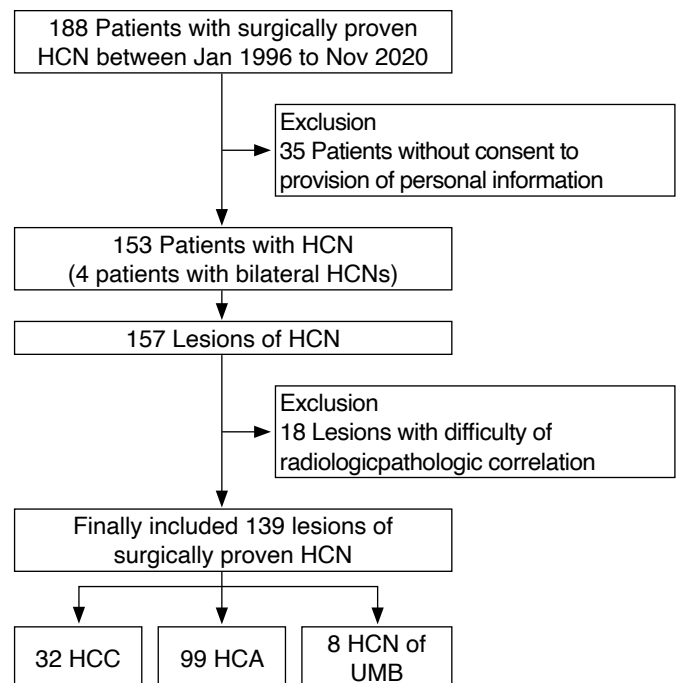 188 Patients with surgically proven
HCN between Jan 1996 to Nov 2020
Exclusion
35 Patients without consent to
provision of personal information
153 Patients with HCN
(4 patients with bilateral HCNs)
157 Lesions of HCN
Exclusion
18 Lesions with difficulty of
radiologicpathologic correlation
Finally included 139 lesions of
surgically proven HCN
32 HCC
99 HCA
8 HCN of
UMB